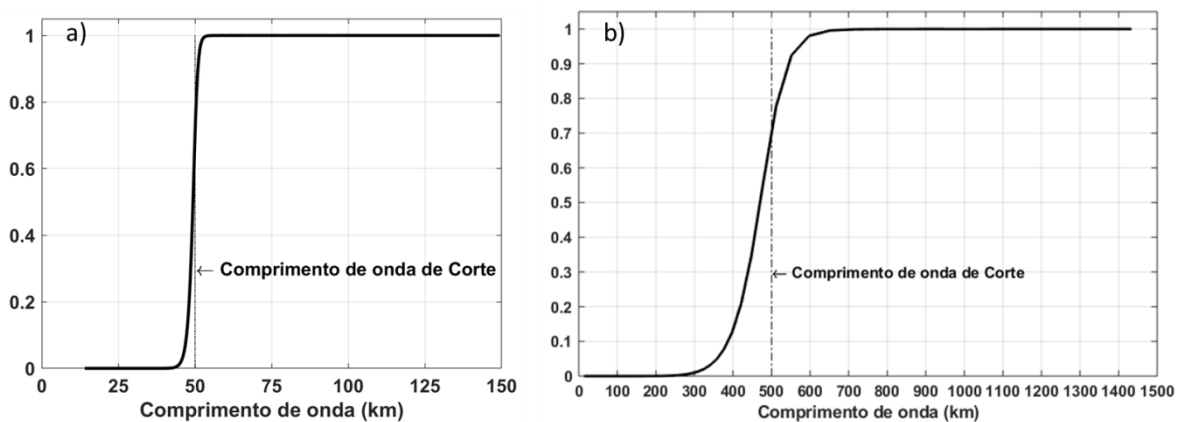 a)
1
0.8
0.6
0.4
← Comprimento de onda de Corte
0.2
0
0 25 50 75 100 125 150
Comprimento de onda (km)
b)
1
0.9
0.8
0.7
0.6
0.5
0.4
0.3
← Comprimento de onda de Corte
0.2
0.1
0
0 100 200 300 400 500 600 700 800 900 1000 1100 1200 1300 1400 1500
Comprimento de onda (km)